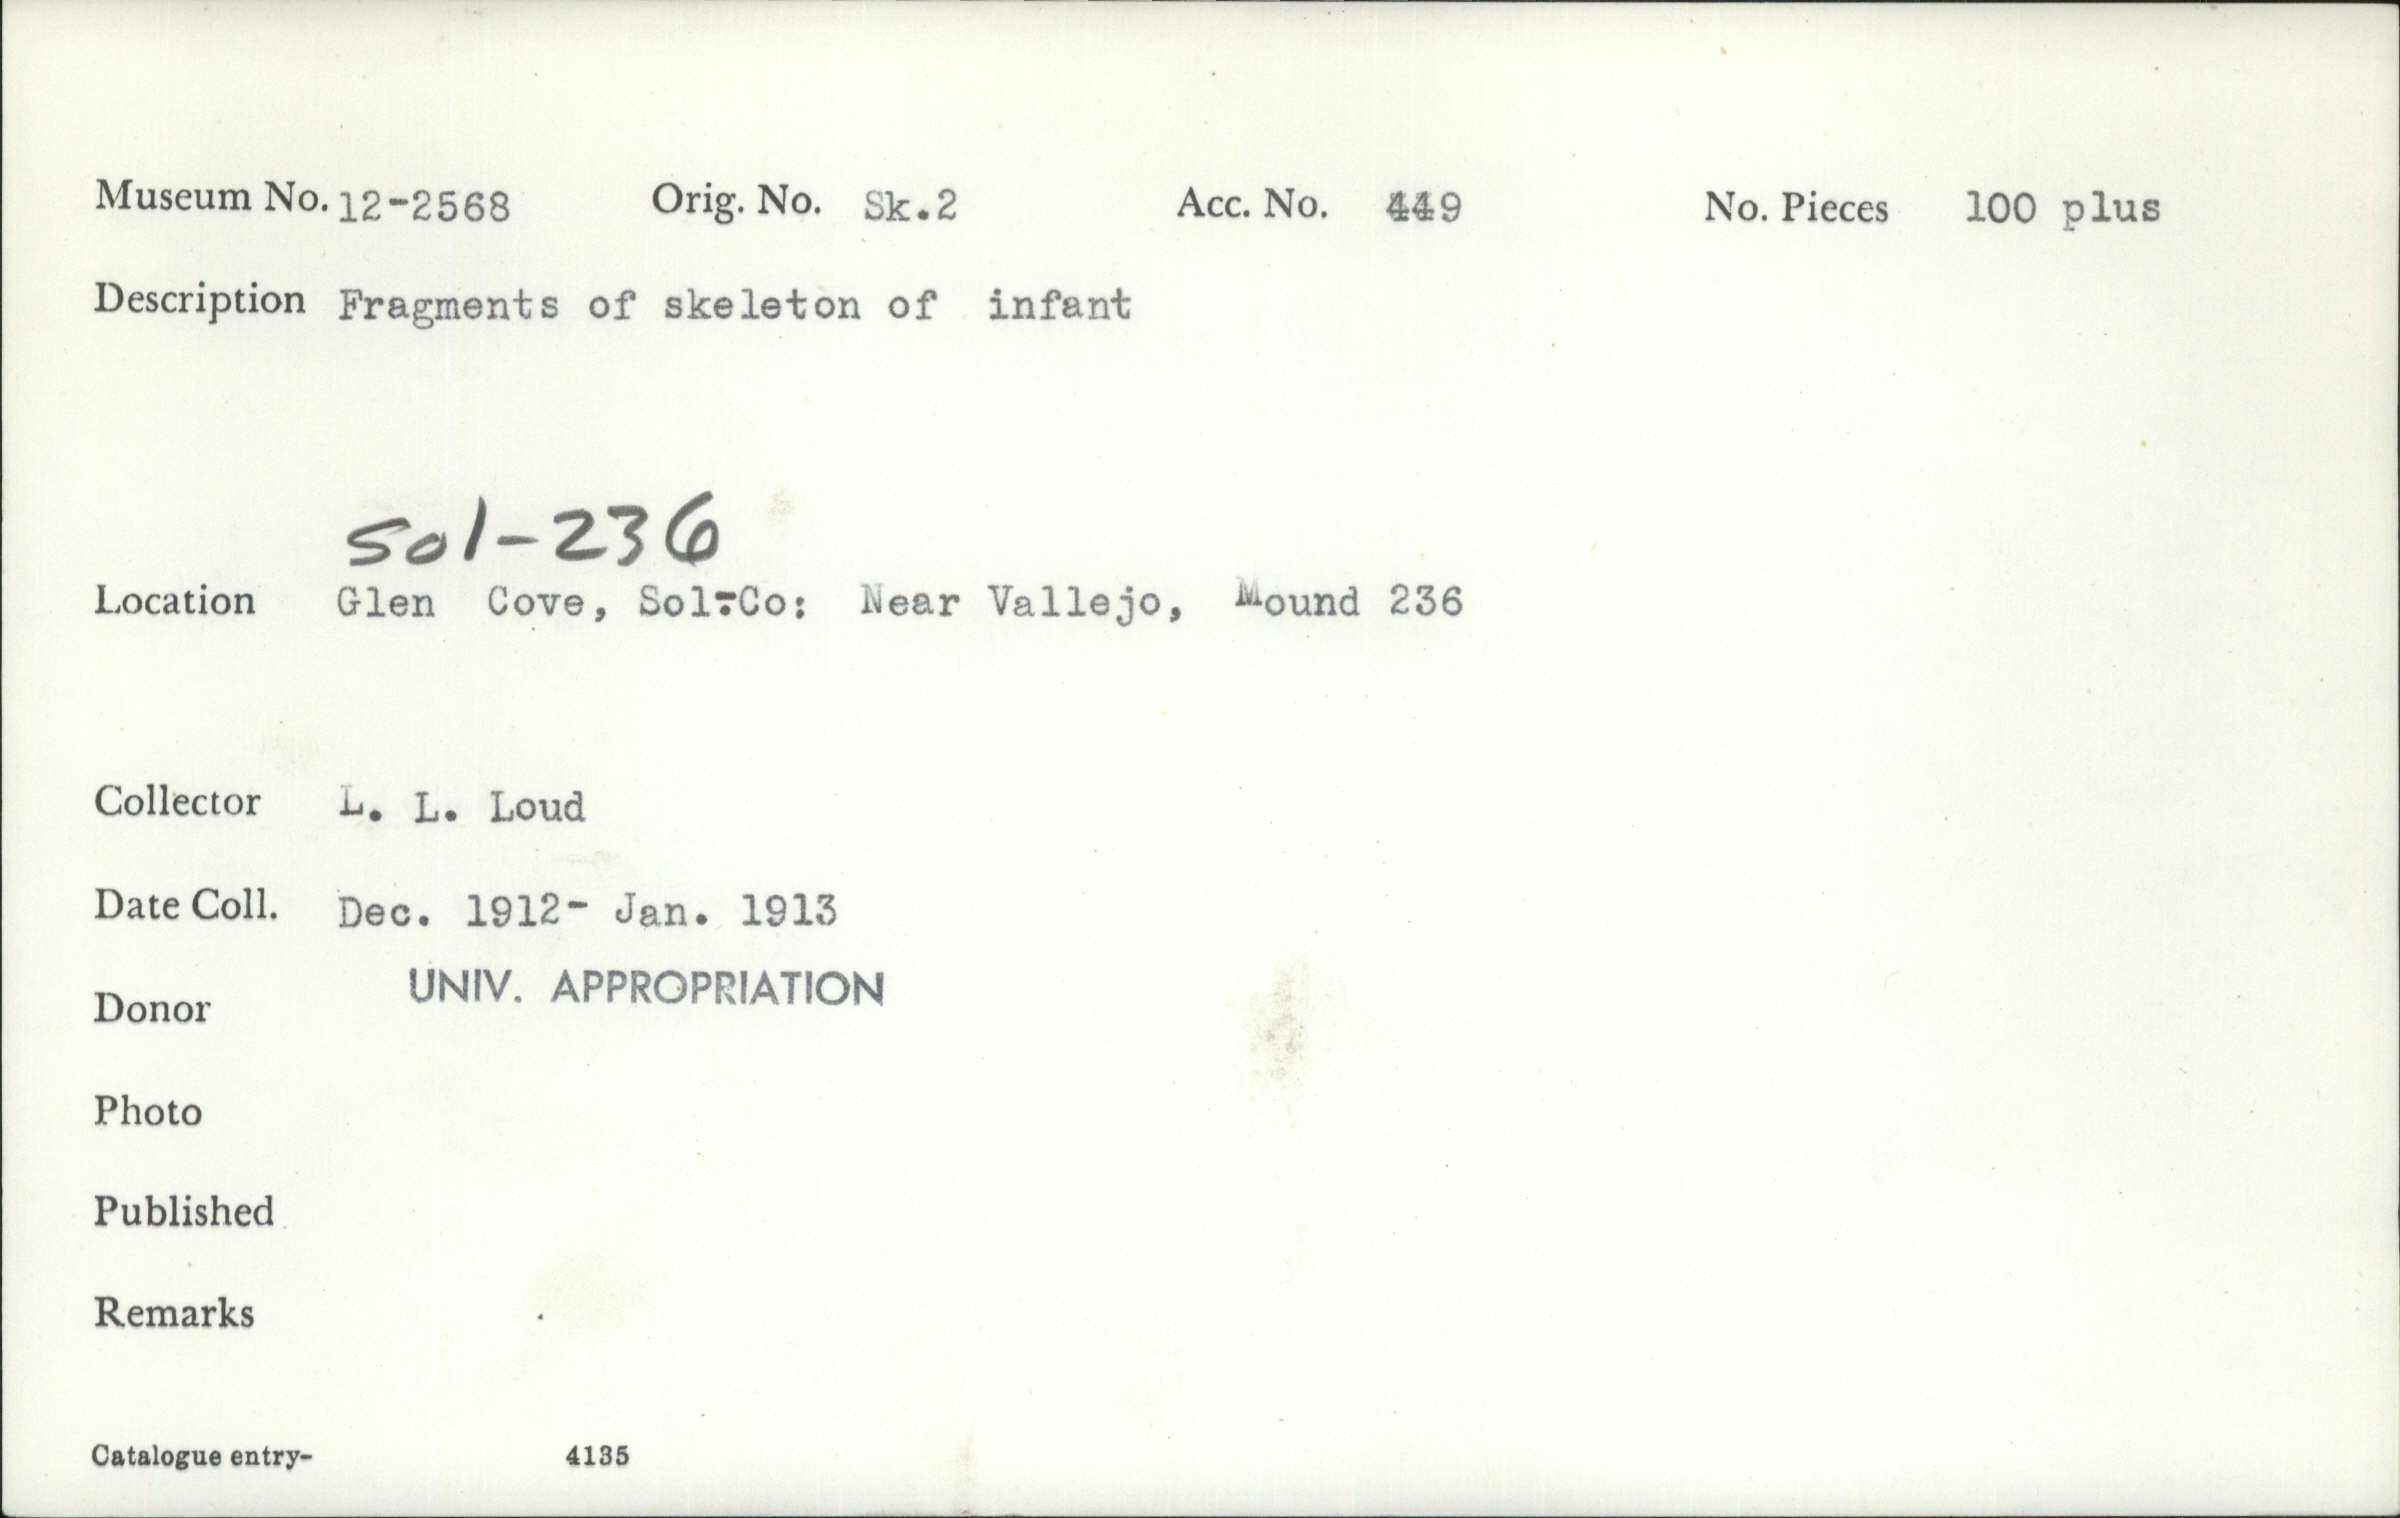 Museum No. 12-2568 Orig. No. Sk.2 Acc. No. 449 No. Pieces 100 plus
Description Fragments of skeleton of infant
Sol-236
Location Glen Cove, Sol.Co: Near Vallejo, Mound 236
Collector L. L. Loud
Date Coll. Dec. 1912- Jan. 1913
UNIV. APPROPRIATION
Donor
Photo
Published
Remarks
Catalogue entry- 4135